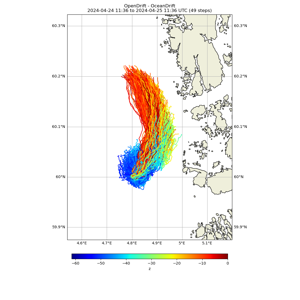 OpenDrift - OceanDrift
2024-04-24 11:36 to 2024-04-25 11:36 UTC (49 steps)
60.3°N 60.3°N
60.2°N 60.2°N
60.1°N 60.1°N
60°N 60°N
59.9°N 59.9°N
4.6°E 4.7°E 4.8°E 4.9°E 5°E 5.1°E
−60 −50 −40 −30 −20 −10 0
z